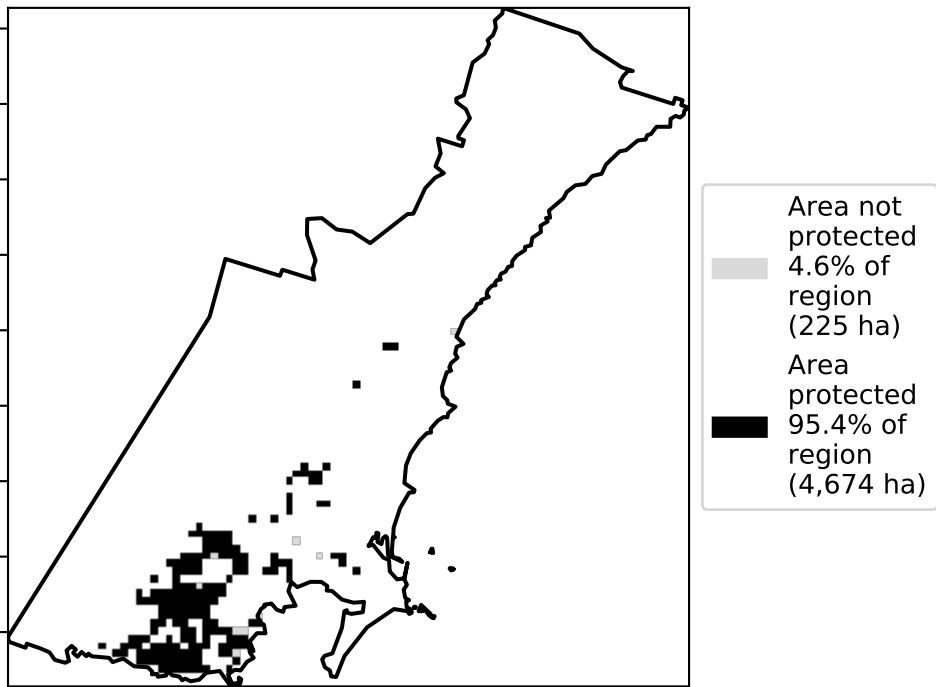 Area not
protected
4.6% of
region
(225 ha)
Area
protected
95.4% of
region
(4,674 ha)